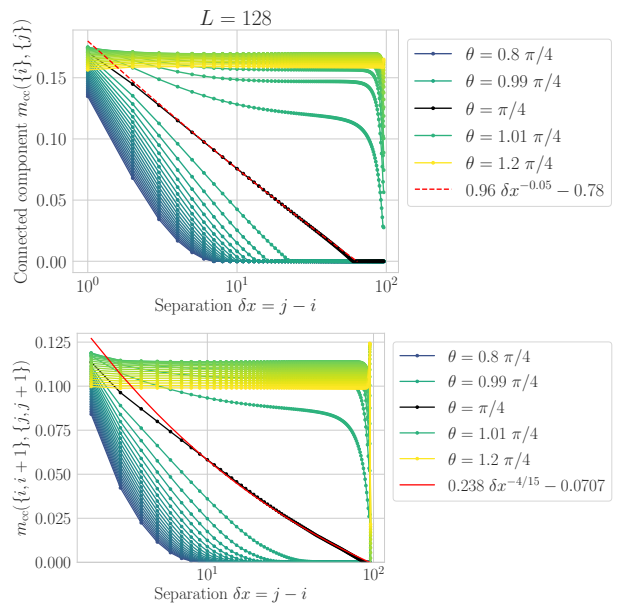 L = 128
Connected component m_cc({i}, {j})
0.15
0.10
0.05
0.00
10^0
10^1
10^2
Separation δx = j − i
θ = 0.8 π/4
θ = 0.99 π/4
θ = π/4
θ = 1.01 π/4
θ = 1.2 π/4
0.96 δx^{−0.05} − 0.78
m_cc({i, i + 1}, {j, j + 1})
0.125
0.100
0.075
0.050
0.025
0.000
10^1
10^2
Separation δx = j − i
θ = 0.8 π/4
θ = 0.99 π/4
θ = π/4
θ = 1.01 π/4
θ = 1.2 π/4
0.238 δx^{−4/15} − 0.0707